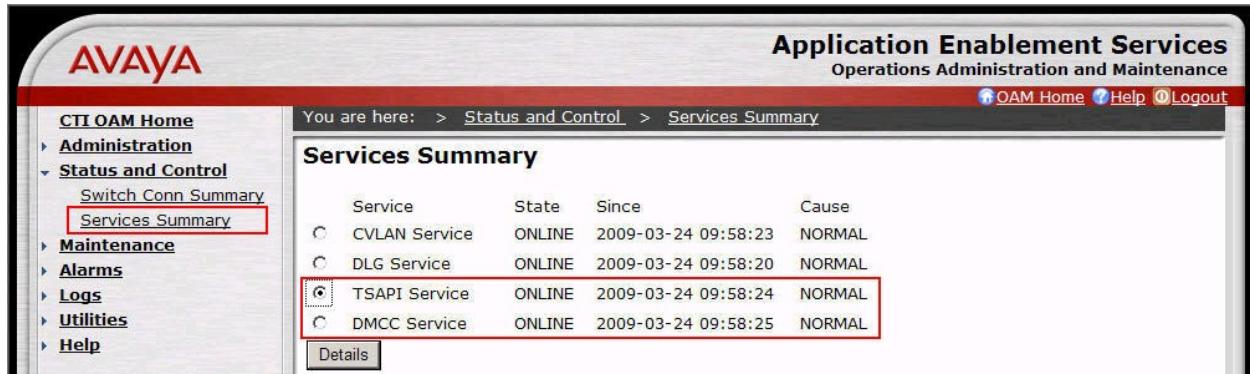 AVAYA
Application Enablement Services
Operations Administration and Maintenance
OAM Home Help Logout
CTI OAM Home
Administration
Status and Control
Switch Conn Summary
Services Summary
Maintenance
Alarms
Logs
Utilities
Help
You are here: > Status and Control > Services Summary
Services Summary
Service State Since Cause
CVLAN Service ONLINE 2009-03-24 09:58:23 NORMAL
DLG Service ONLINE 2009-03-24 09:58:20 NORMAL
TSAPI Service ONLINE 2009-03-24 09:58:24 NORMAL
DMCC Service ONLINE 2009-03-24 09:58:25 NORMAL
Details